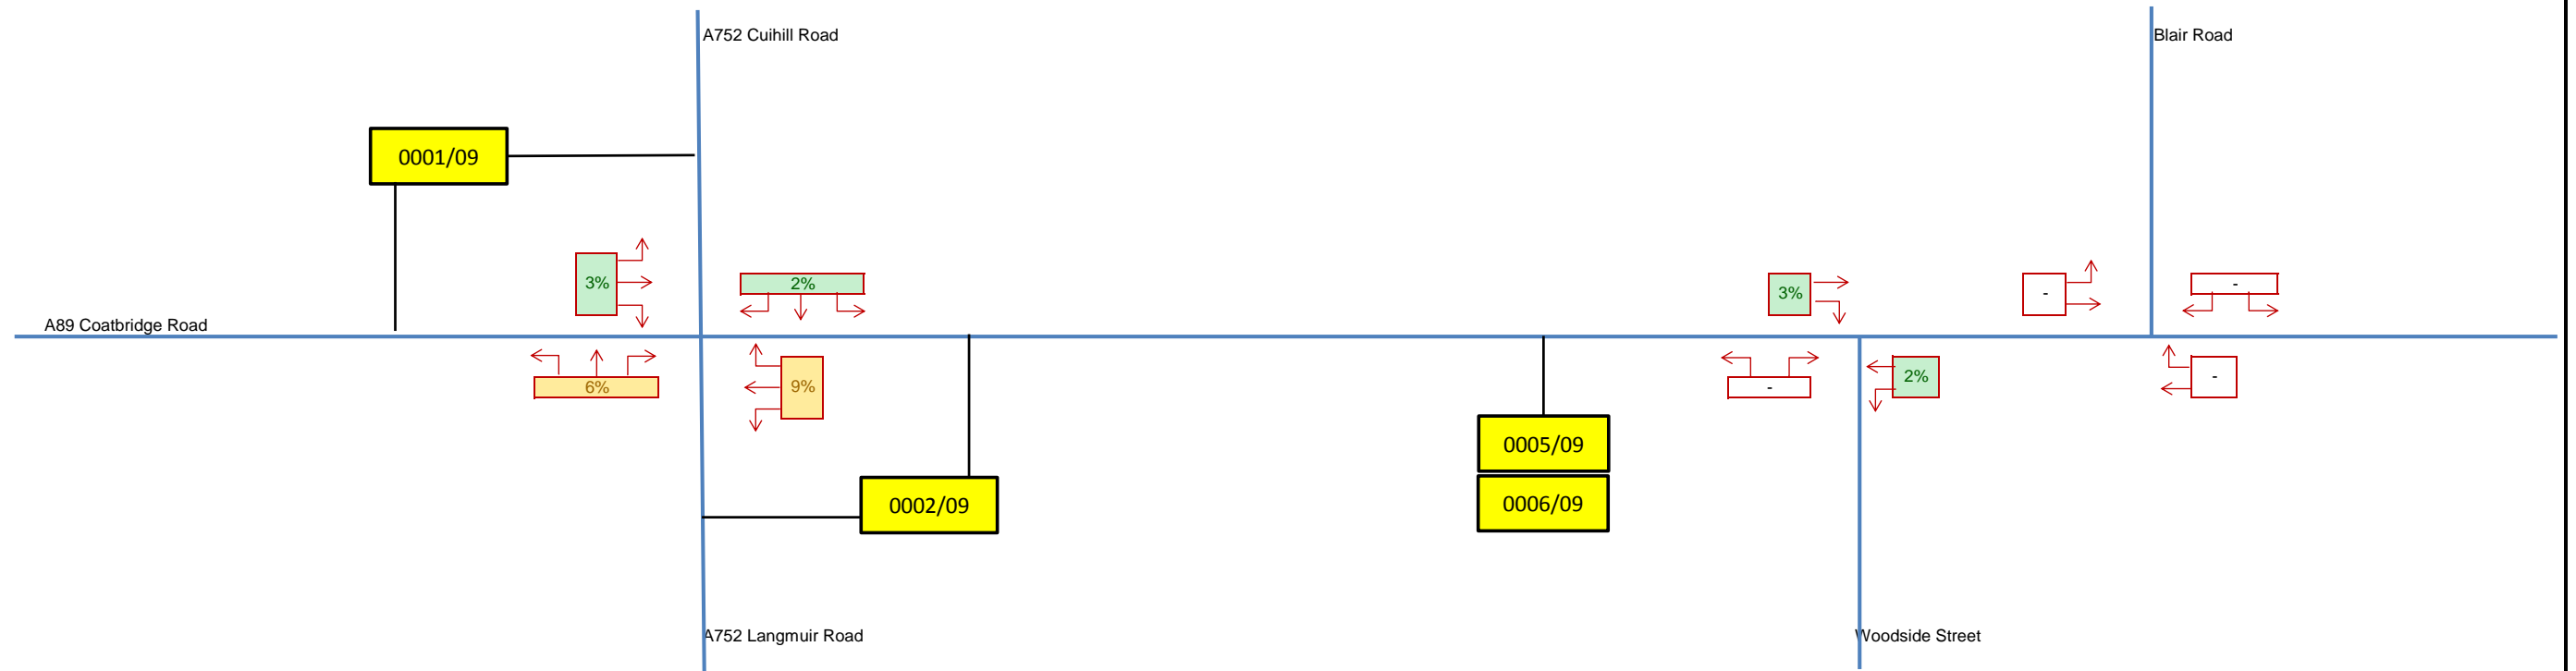 A752 Cuihill Road
Blair Road
0001/09
3%
2%
3%
-
-
A89 Coatbridge Road
6%
9%
-
2%
-
0005/09
0002/09
0006/09
A752 Langmuir Road
Woodside Street